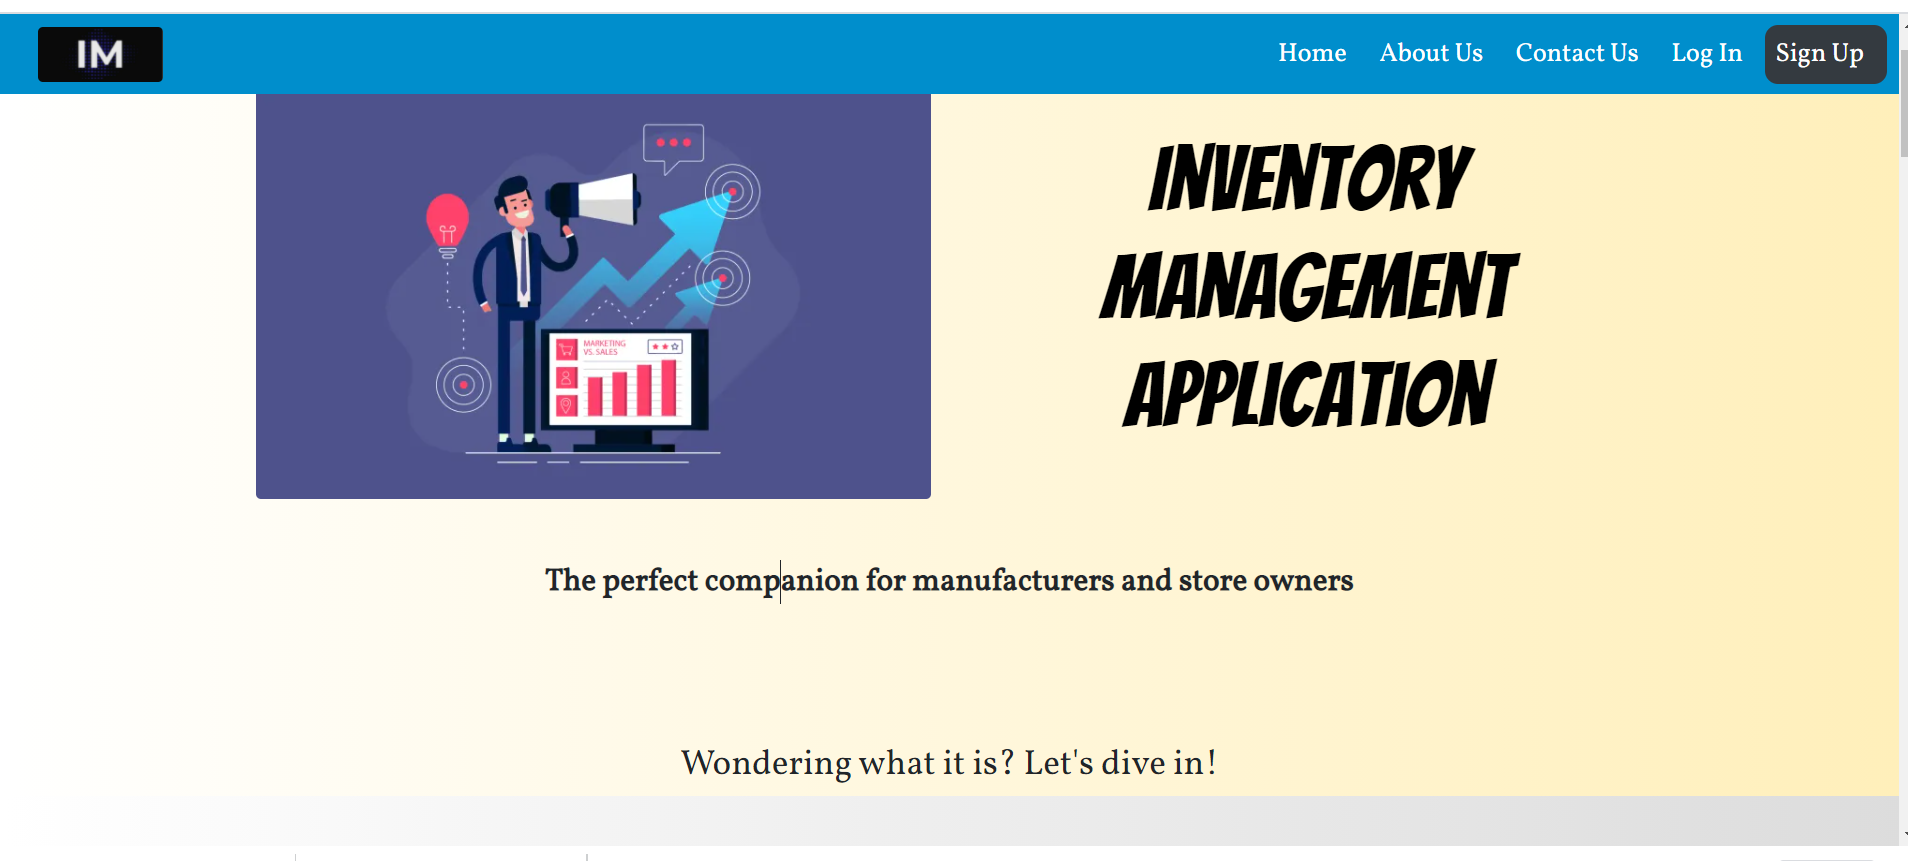 IM
Home About Us Contact Us Log In Sign Up
INVENTORY
MANAGEMENT
APPLICATION
MARKETING
VS. SALES
The perfect companion for manufacturers and store owners
Wondering what it is? Let's dive in!